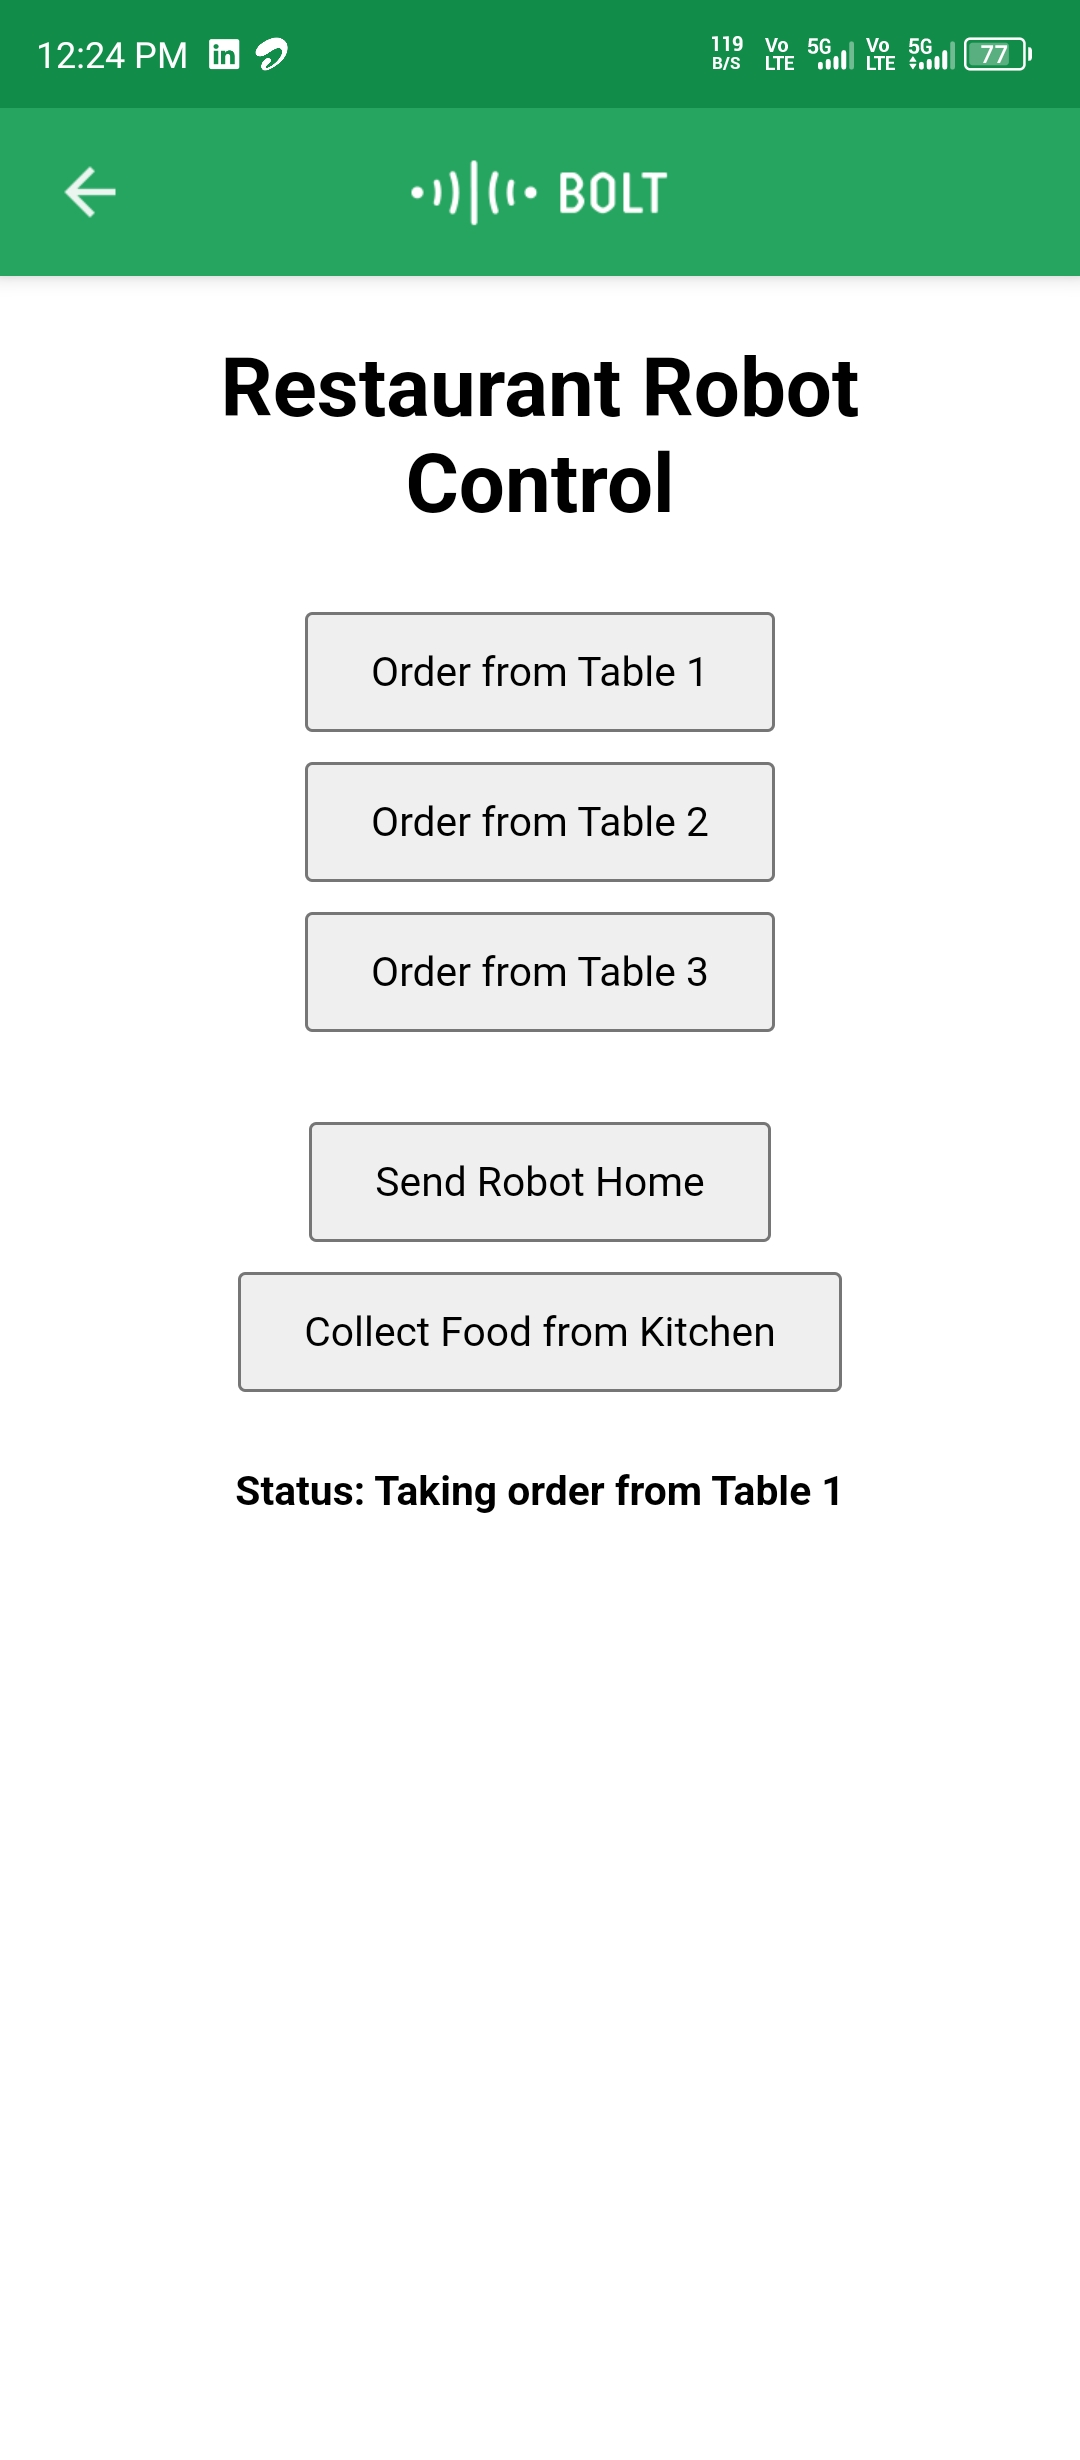 12:24 PM in 119 B/S Vo LTE 5G Vo LTE 5G 77
BOLT
Restaurant Robot
Control
Order from Table 1
Order from Table 2
Order from Table 3
Send Robot Home
Collect Food from Kitchen
Status: Taking order from Table 1